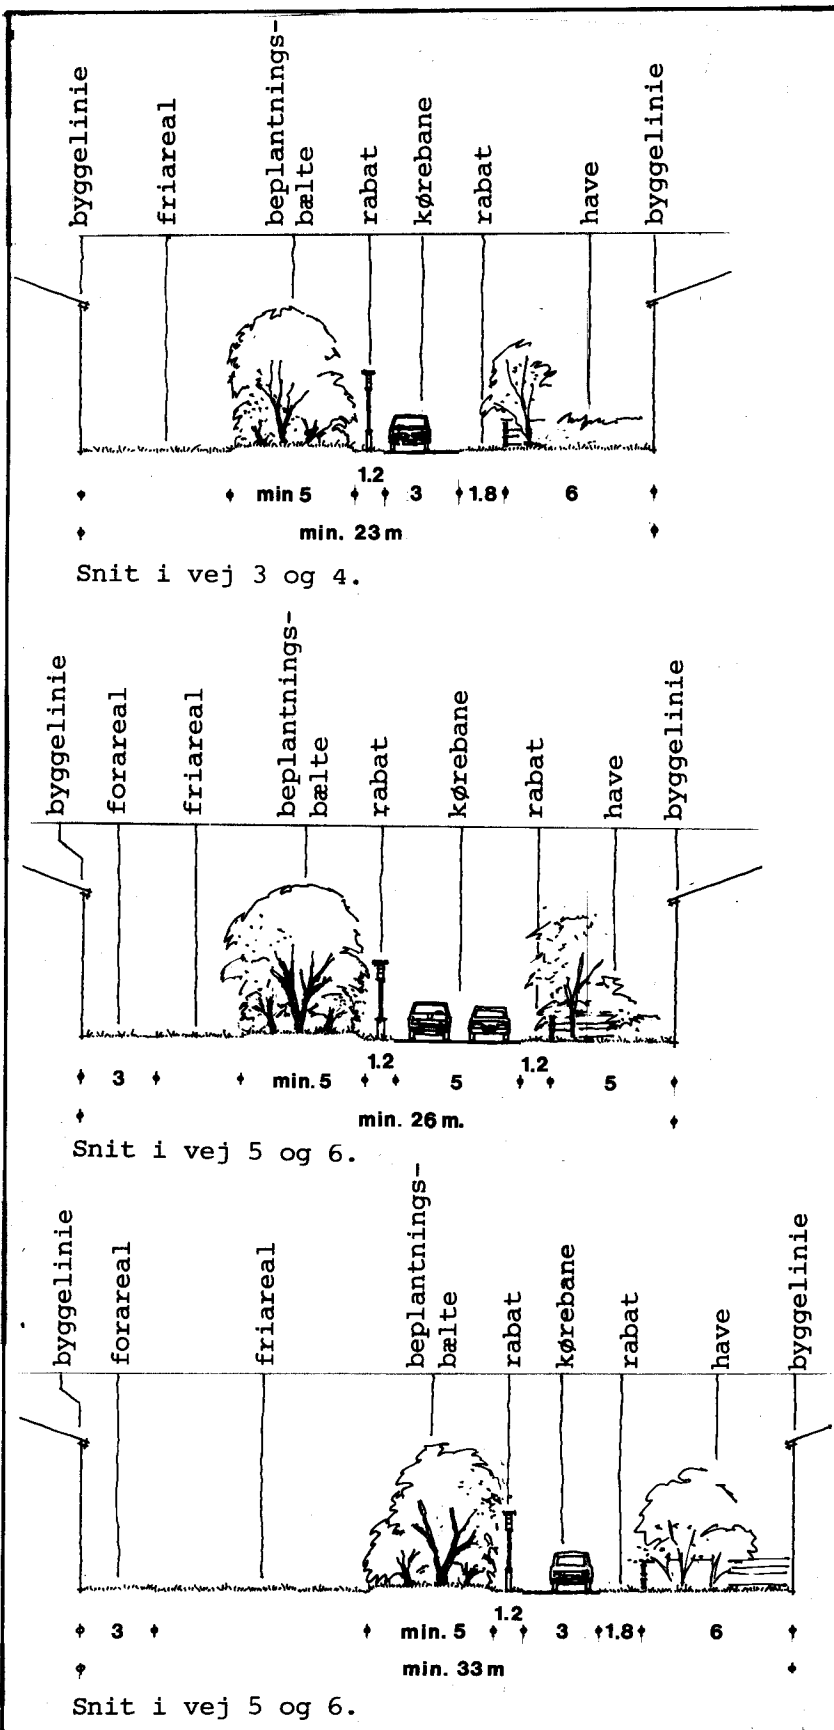 byggelinie
friareal
beplantnings-
bælte
rabat
kørebane
rabat
have
byggelinie
1.2
min 5
3
1.8
6
min. 23 m
Snit i vej 3 og 4.
byggelinie
forareal
friareal
beplantnings-
bælte
rabat
kørebane
rabat
have
byggelinie
1.2
1.2
3
min. 5
5
5
min. 26 m.
Snit i vej 5 og 6.
byggelinie
forareal
friareal
beplantnings-
bælte
rabat
kørebane
rabat
have
byggelinie
1.2
3
min. 5
3
1.8
6
min. 33 m
Snit i vej 5 og 6.